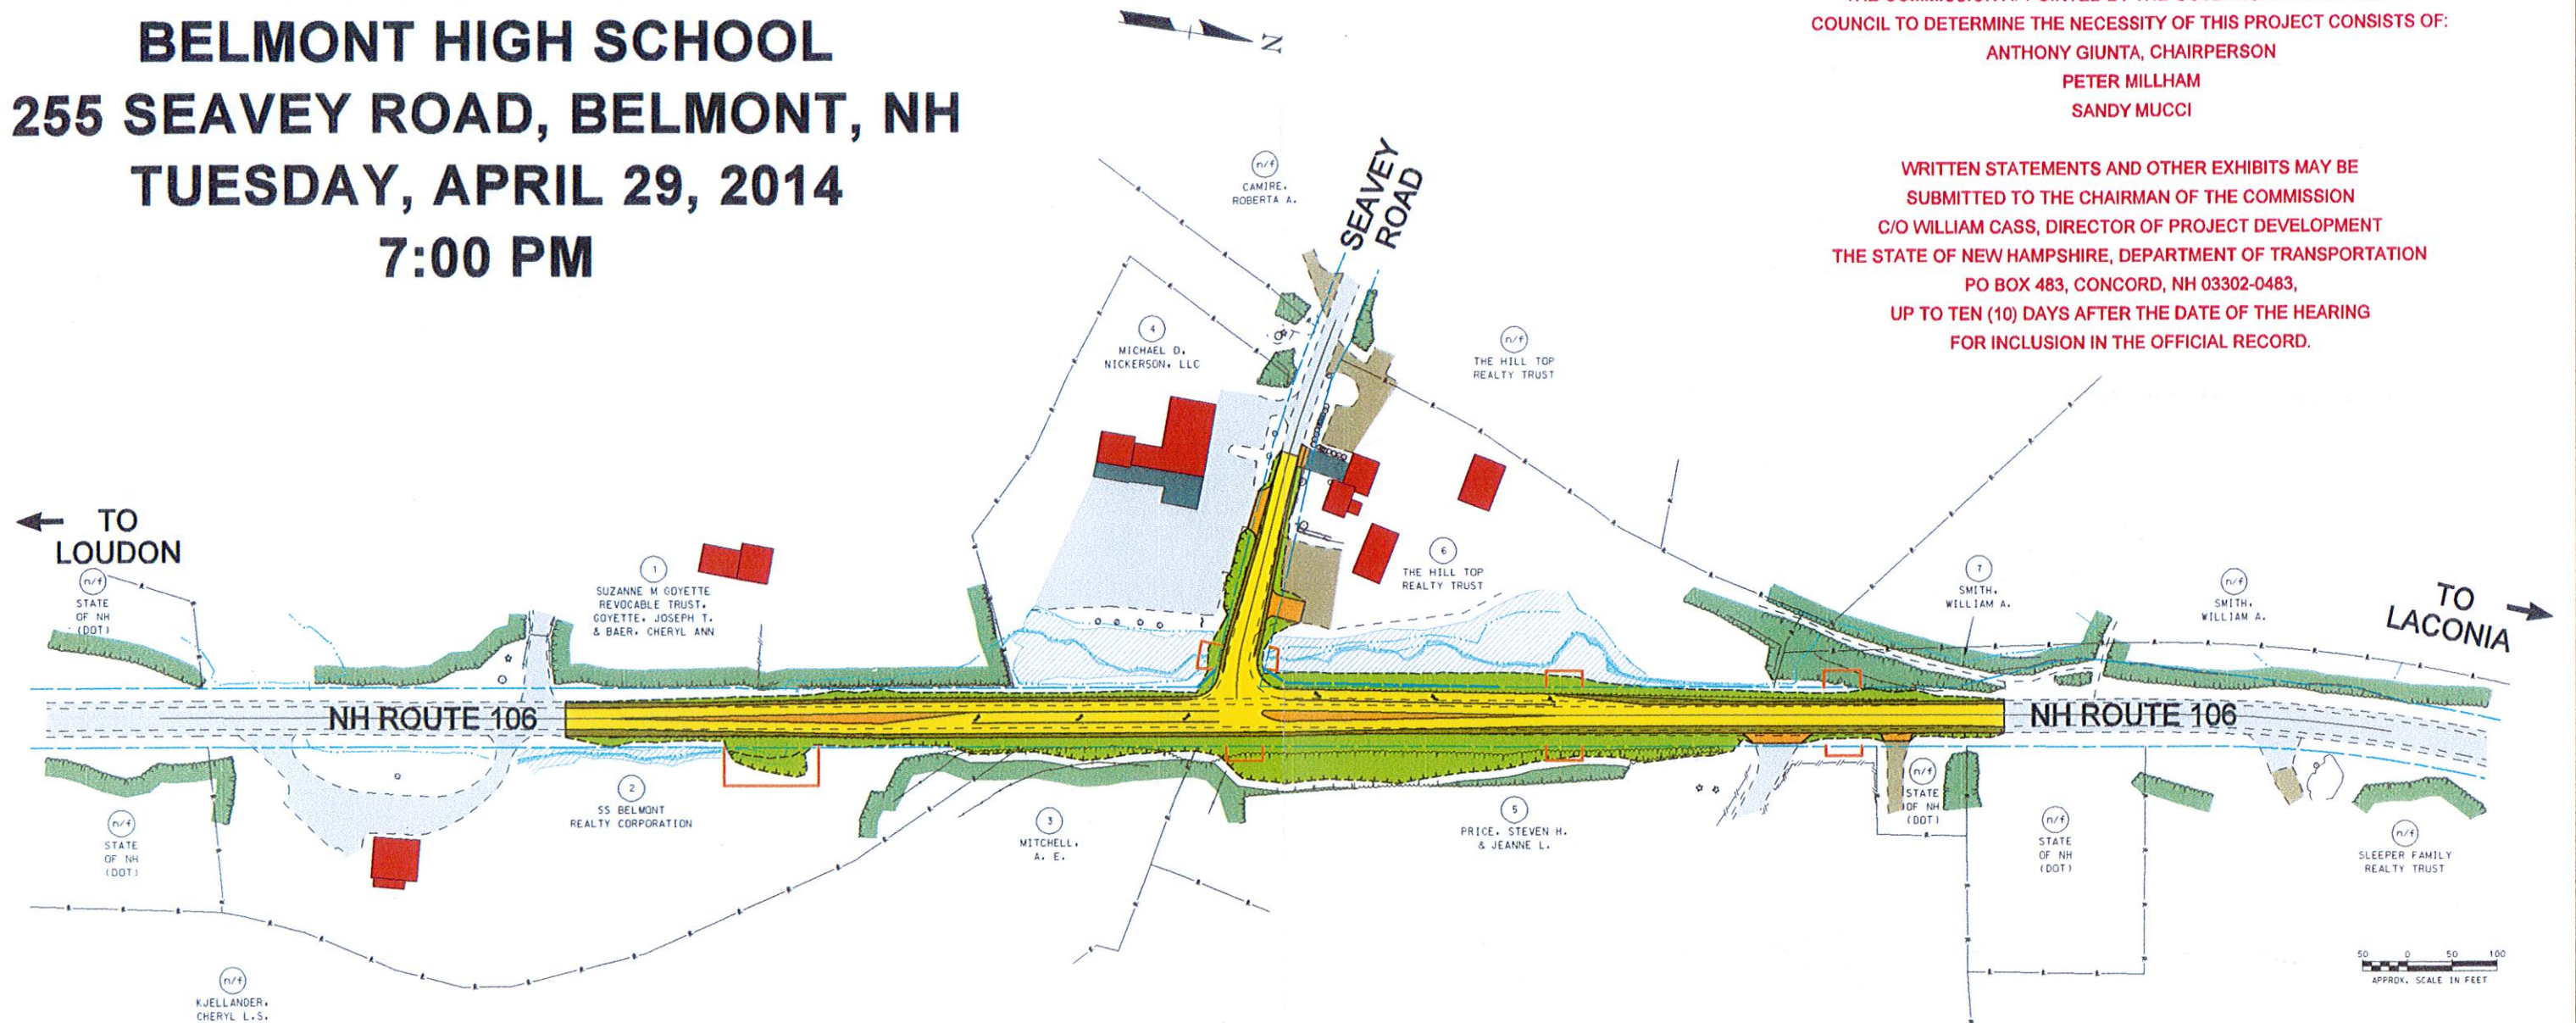 BELMONT HIGH SCHOOL
255 SEAVEY ROAD, BELMONT, NH
TUESDAY, APRIL 29, 2014
7:00 PM
N
COUNCIL TO DETERMINE THE NECESSITY OF THIS PROJECT CONSISTS OF:
ANTHONY GIUNTA, CHAIRPERSON
PETER MILLHAM
SANDY MUCCI
WRITTEN STATEMENTS AND OTHER EXHIBITS MAY BE
SUBMITTED TO THE CHAIRMAN OF THE COMMISSION
C/O WILLIAM CASS, DIRECTOR OF PROJECT DEVELOPMENT
THE STATE OF NEW HAMPSHIRE, DEPARTMENT OF TRANSPORTATION
PO BOX 483, CONCORD, NH 03302-0483,
UP TO TEN (10) DAYS AFTER THE DATE OF THE HEARING
FOR INCLUSION IN THE OFFICIAL RECORD.
n/f
CAMIRE,
ROBERTA A.
SEAVEY
ROAD
4
MICHAEL D.
NICKERSON, LLC
n/f
THE HILL TOP
REALTY TRUST
TO
LOUDON
n/f
STATE
OF NH
(DOT)
1
SUZANNE M GOYETTE
REVOCABLE TRUST,
GOYETTE, JOSEPH T.
& BAER, CHERYL ANN
6
THE HILL TOP
REALTY TRUST
7
SMITH,
WILLIAM A.
n/f
SMITH,
WILLIAM A.
TO
LACONIA
NH ROUTE 106
NH ROUTE 106
n/f
STATE
OF NH
(DOT)
2
SS BELMONT
REALTY CORPORATION
3
MITCHELL,
A. E.
5
PRICE, STEVEN H.
& JEANNE L.
n/f
STATE
OF NH
(DOT)
n/f
STATE
OF NH
(DOT)
n/f
SLEEPER FAMILY
REALTY TRUST
n/f
KJELLANDER,
CHERYL L.S.
50 0 50 100
APPROX. SCALE IN FEET